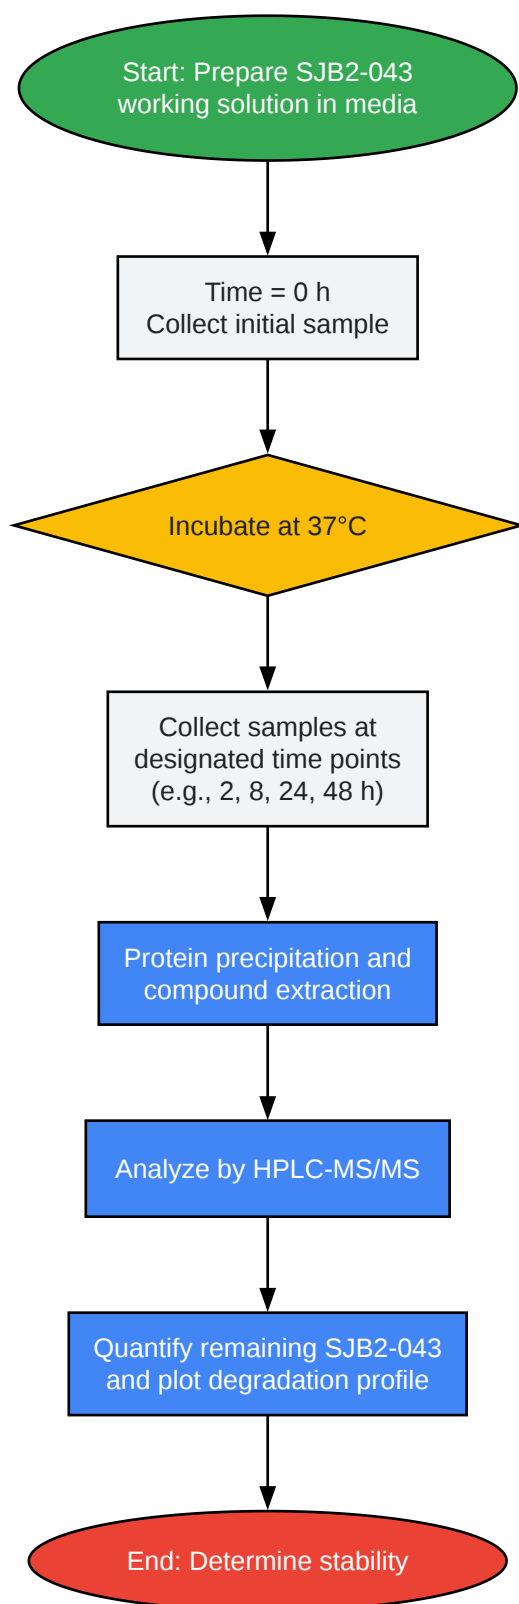 Start: Prepare SJB2-043
working solution in media
Time = 0 h
Collect initial sample
Incubate at 37°C
Collect samples at
designated time points
(e.g., 2, 8, 24, 48 h)
Protein precipitation and
compound extraction
Analyze by HPLC-MS/MS
Quantify remaining SJB2-043
and plot degradation profile
End: Determine stability